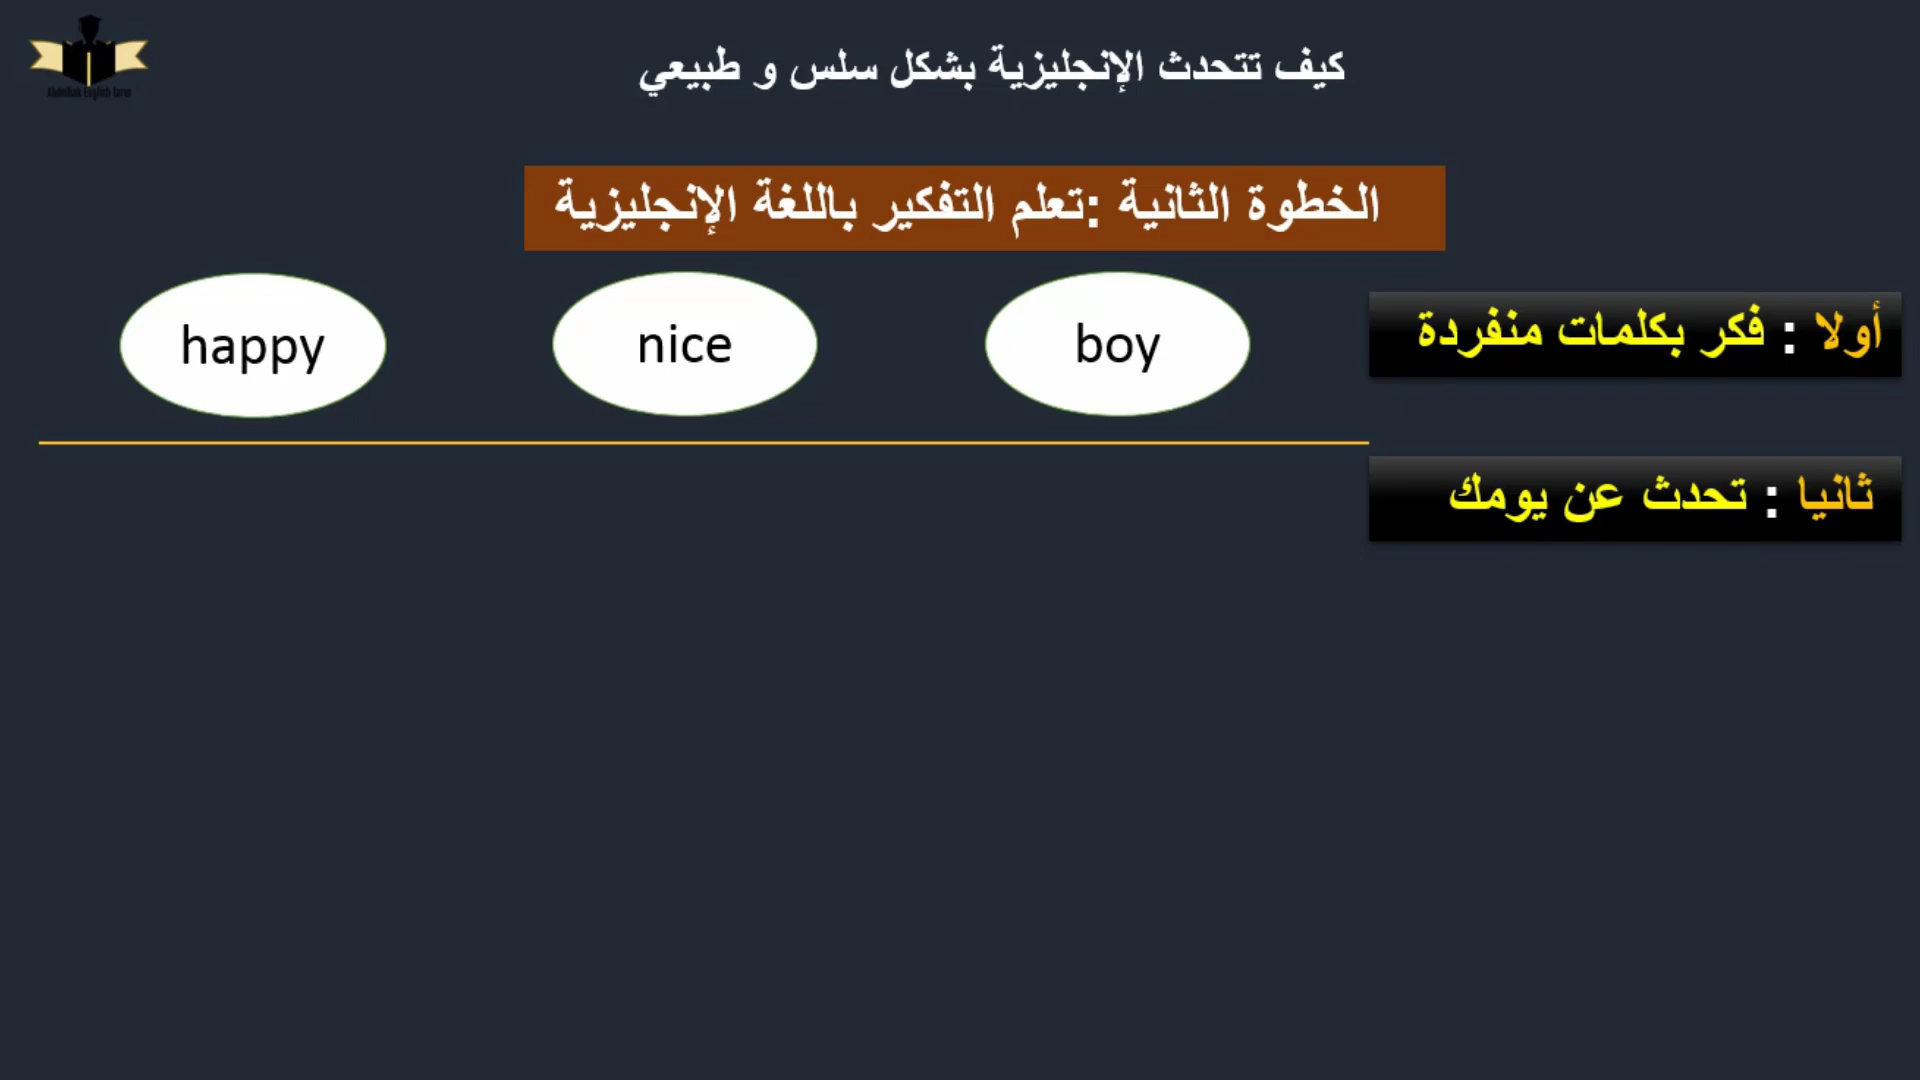 كيف تتحدث الإنجليزية بشكل سلس و طبيعي
الخطوة الثانية :تعلم التفكير باللغة الإنجليزية
أولا : فكر بكلمات منفردة
boy
nice
happy
ثانيا : تحدث عن يومك